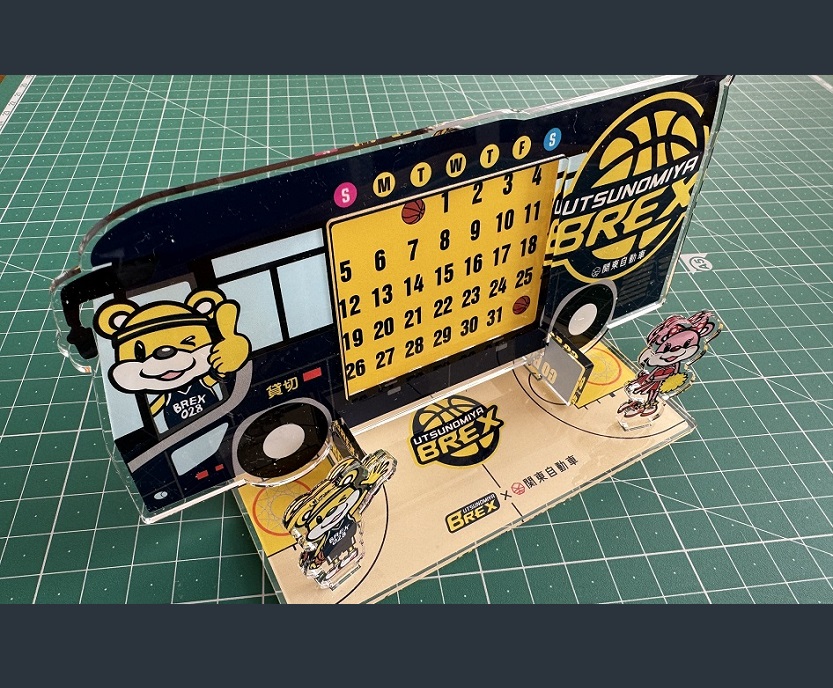 S M T W T F S
1 2 3 4
5 6 7 8 9 10 11
12 13 14 15 16 17 18
19 20 21 22 23 24 25
26 27 28 29 30 31
UTSUNOMIYA
BREX
関東自動車
貸切
BREX
028
UTSUNOMIYA
BREX
UTSUNOMIYA
BREX
×
関東自動車
BREX
028
A5